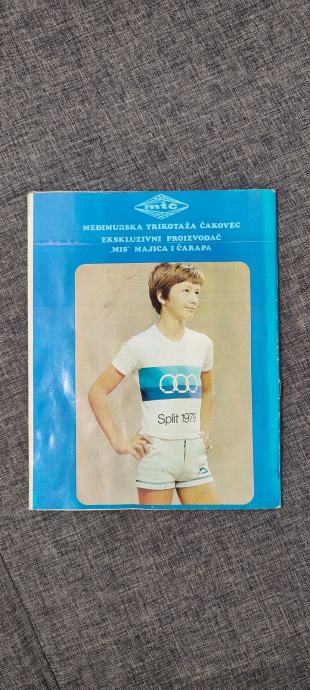 mtč
MEĐIMURSKA TRIKOTAŽA ČAKOVEC
EKSKLUZIVNI PROIZVOĐAČ
„MIS" MAJICA I ČARAPA
Split 1979